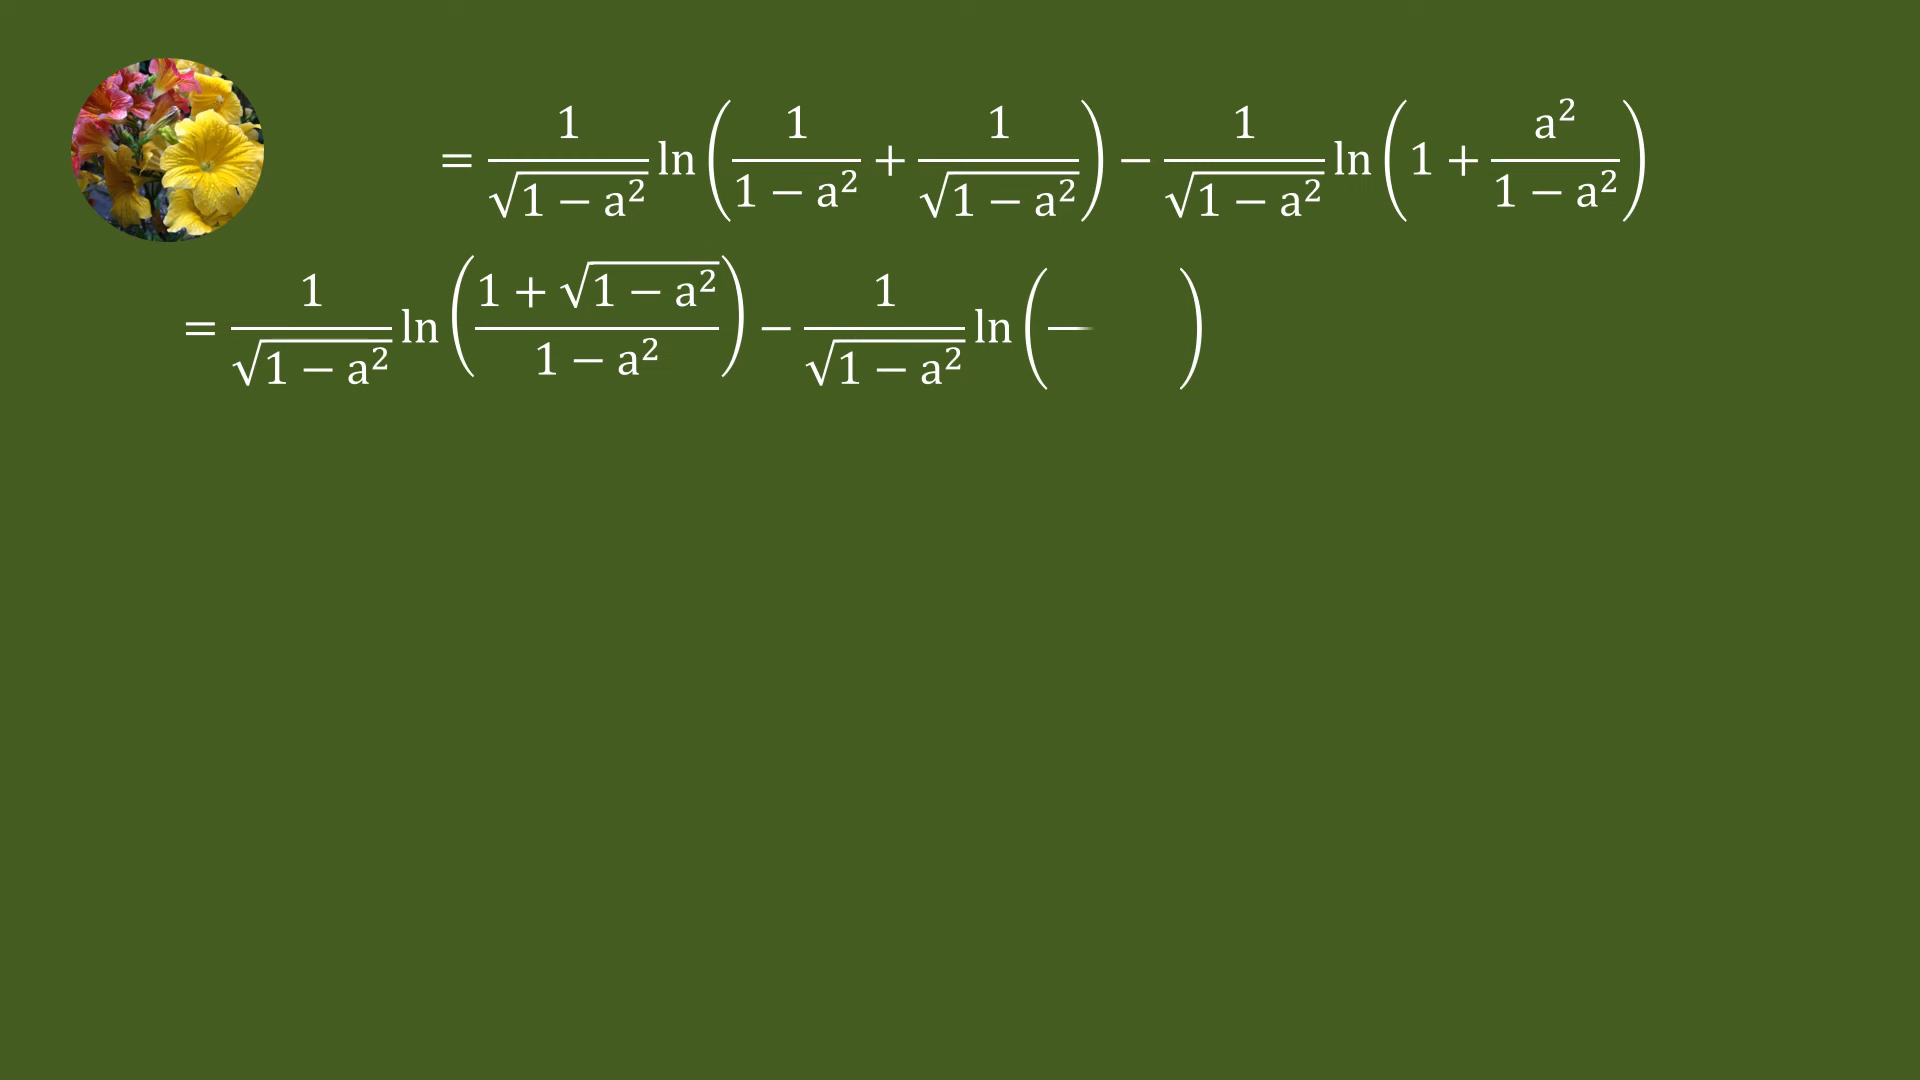 = 1/√(1 − a²) ln(1/(1 − a²) + 1/√(1 − a²)) − 1/√(1 − a²) ln(1 + a²/(1 − a²))
= 1/√(1 − a²) ln((1 + √(1 − a²))/(1 − a²)) − 1/√(1 − a²) ln( )